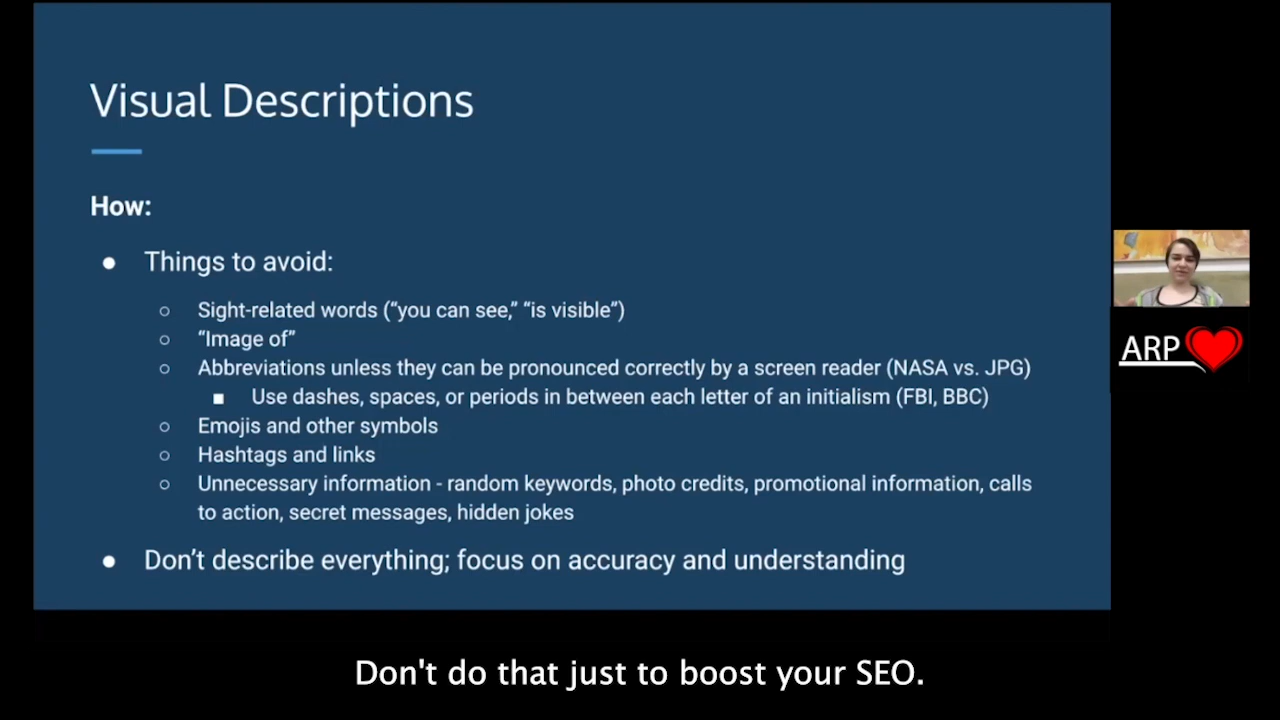 Visual Descriptions
How:
● Things to avoid:
○ Sight-related words (“you can see,” “is visible”)
○ “Image of”
○ Abbreviations unless they can be pronounced correctly by a screen reader (NASA vs. JPG)
■ Use dashes, spaces, or periods in between each letter of an initialism (FBI, BBC)
○ Emojis and other symbols
○ Hashtags and links
○ Unnecessary information - random keywords, photo credits, promotional information, calls
to action, secret messages, hidden jokes
● Don’t describe everything; focus on accuracy and understanding
ARP
Don't do that just to boost your SEO.